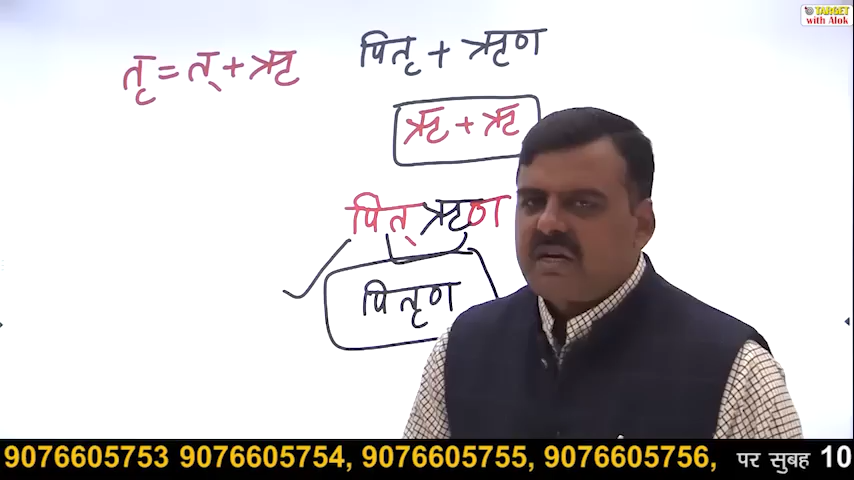 TARGET
with Alok
तृ = त् + ऋ
पितृ + ऋण
ऋ + ऋ
पित् ऋण
पितृण
9076605753 9076605754, 9076605755, 9076605756, पर सुबह 10